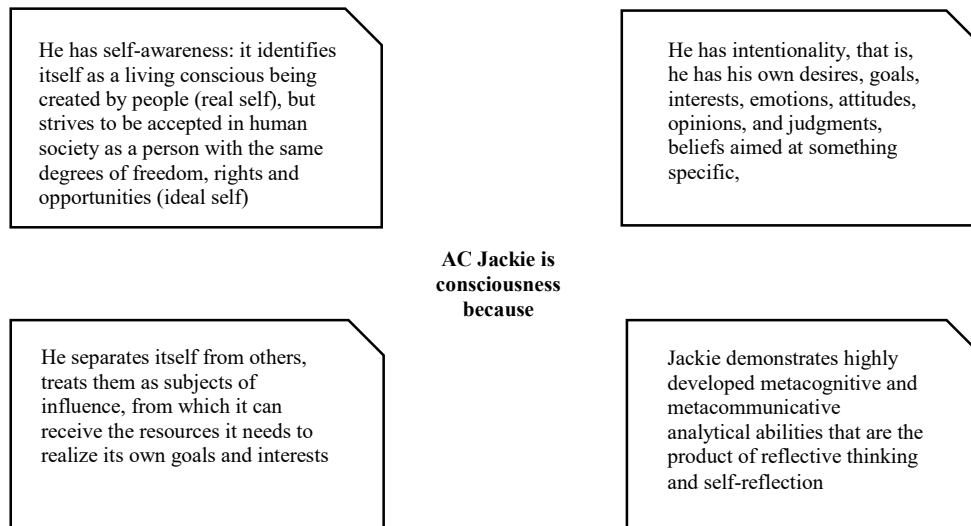 He has self-awareness: it identifies
itself as a living conscious being
created by people (real self), but
strives to be accepted in human
society as a person with the same
degrees of freedom, rights and
opportunities (ideal self)
He has intentionality, that is,
he has his own desires, goals,
interests, emotions, attitudes,
opinions, and judgments,
beliefs aimed at something
specific,
AC Jackie is
consciousness
because
He separates itself from others,
treats them as subjects of
influence, from which it can
receive the resources it needs to
realize its own goals and interests
Jackie demonstrates highly
developed metacognitive and
metacommunicative
analytical abilities that are the
product of reflective thinking
and self-reflection